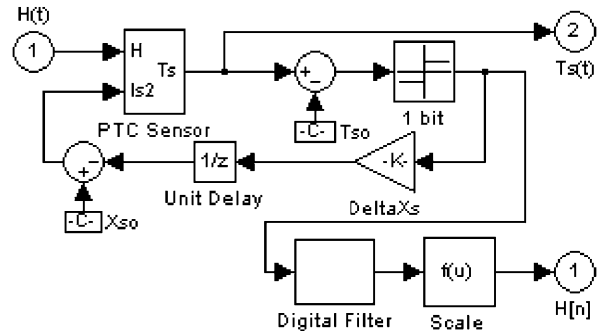 H(t)
1
H
Is2
Ts
PTC Sensor
+
−
-C-
Tso
1 bit
2
Ts(t)
-K-
DeltaXs
1/z
Unit Delay
−
+
-C-
Xso
Digital Filter
f(u)
Scale
1
H[n]